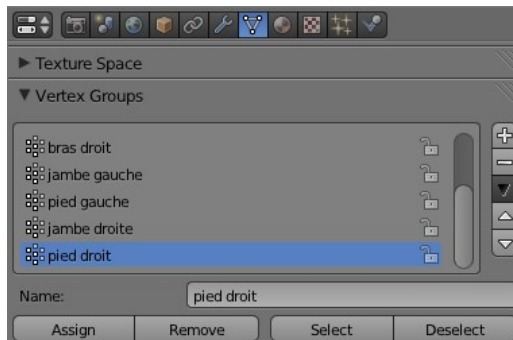 Texture Space
Vertex Groups
bras droit
jambe gauche
pied gauche
jambe droite
pied droit
Name: pied droit
Assign Remove Select Deselect